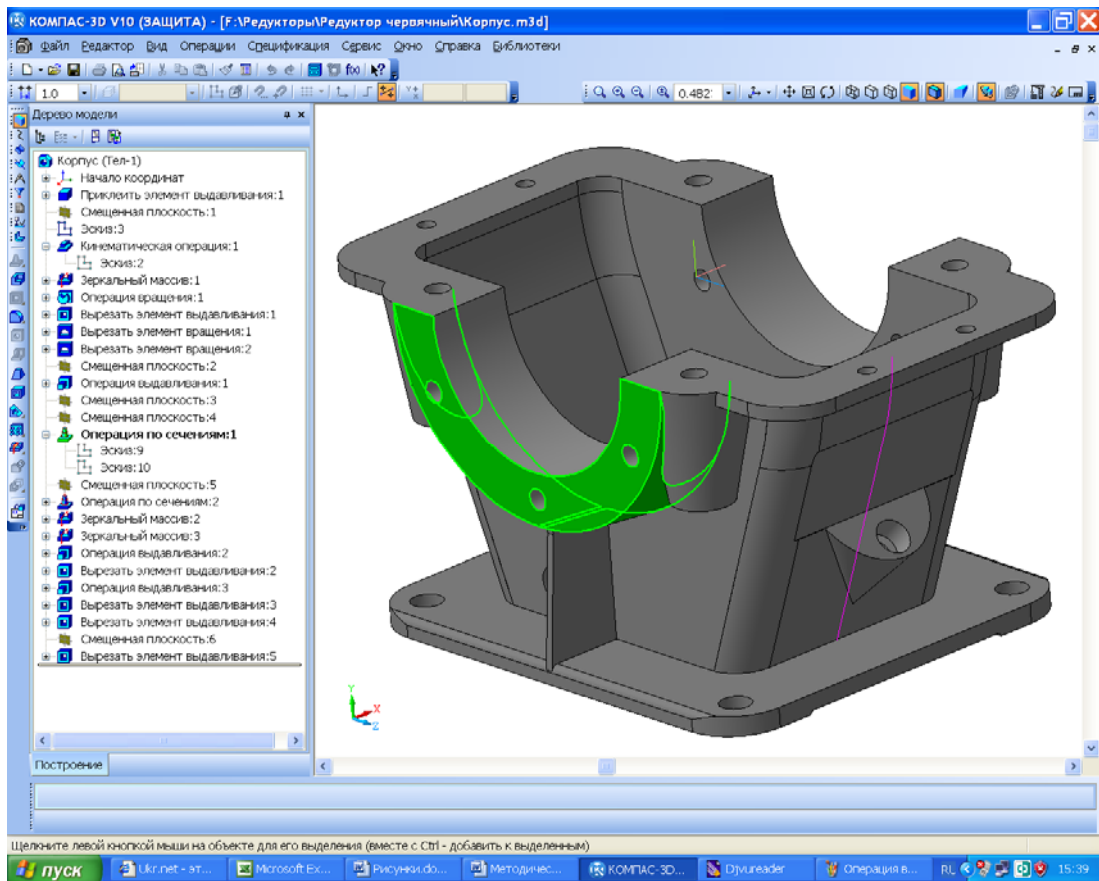 КОМПАС-3D V10 (ЗАЩИТА) - [F:\Редукторы\Редуктор червячный\Корпус.m3d]
Файл Редактор Вид Операции Спецификация Сервис Окно Справка Библиотеки
1.0
0.482
Дерево модели
Корпус (Тел-1)
Начало координат
Приклеить элемент выдавливания:1
Смещенная плоскость:1
Эскиз:3
Кинематическая операция:1
Эскиз:2
Зеркальный массив:1
Операция вращения:1
Вырезать элемент выдавливания:1
Вырезать элемент вращения:1
Вырезать элемент вращения:2
Смещенная плоскость:2
Операция выдавливания:1
Смещенная плоскость:3
Смещенная плоскость:4
Операция по сечениям:1
Эскиз:9
Эскиз:10
Смещенная плоскость:5
Операция по сечениям:2
Зеркальный массив:2
Зеркальный массив:3
Операция выдавливания:2
Вырезать элемент выдавливания:2
Операция выдавливания:3
Вырезать элемент выдавливания:3
Вырезать элемент выдавливания:4
Смещенная плоскость:6
Вырезать элемент выдавливания:5
Y
X
Z
Построение
Щелкните левой кнопкой мыши на объекте для его выделения (вместе с Ctrl - добавить к выделенным)
пуск Ukr.net - эт... Microsoft Ex... Рисунки.do... Методичес... КОМПАС-3D... Djvureader Операция в... RL 15:39